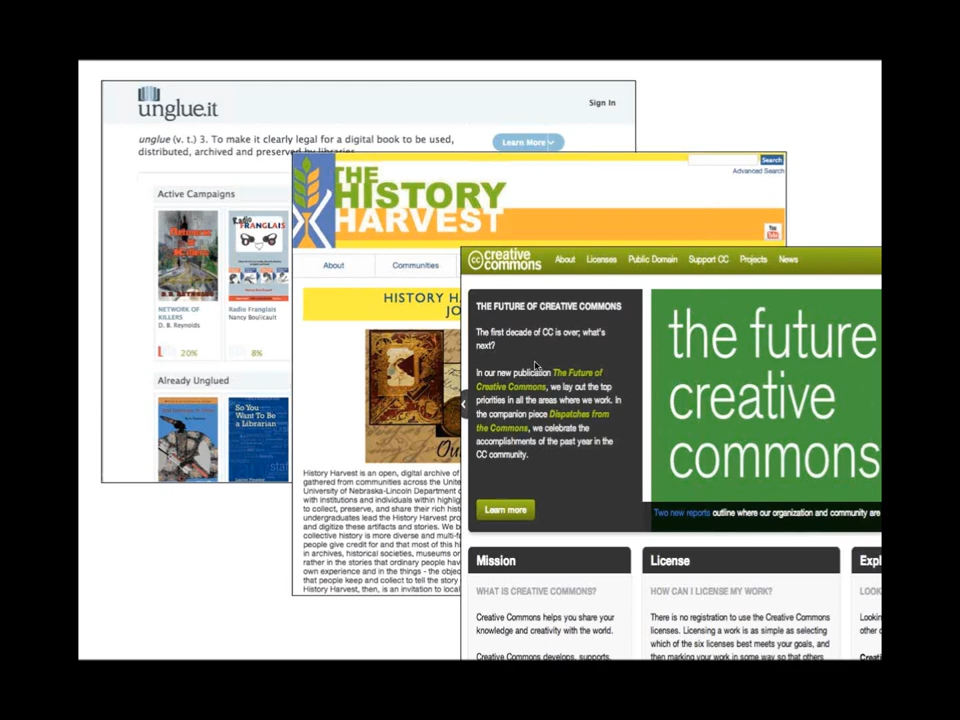 unglue.it
Sign In
unglue (v. t.) 3. To make it clearly legal for a digital book to be used,
distributed, archived and preserved by libraries.
Learn More
Active Campaigns
Radio
FRANGLAIS
NETWORK OF
KILLERS
D. B. Reynolds
20%
Radio Franglais
Nancy Boulicault
8%
Already Unglued
So You
Want To Be
a Librarian
THE
HISTORY
HARVEST
Search
Advanced Search
You
Tube
About
Communities
HISTORY HA
JO
Ou
History Harvest is an open, digital archive of
gathered from communities across the Unite
University of Nebraska-Lincoln Department o
with institutions and individuals within highlig
to collect, preserve, and share their rich hist
undergraduates lead the History Harvest pro
and digitize these artifacts and stories. We b
collective history is more diverse and multi-f
people give credit for and that most of this hi
in archives, historical societies, museums or
rather in the stories that ordinary people hav
own experience and in the things - the objec
that people keep and collect to tell the story
History Harvest, then, is an invitation to local
cc creative
commons
About
Licenses
Public Domain
Support CC
Projects
News
THE FUTURE OF CREATIVE COMMONS
The first decade of CC is over; what's
next?
In our new publication The Future of
Creative Commons, we lay out the top
priorities in all the areas where we work. In
the companion piece Dispatches from
the Commons, we celebrate the
accomplishments of the past year in the
CC community.
Learn more
the future
creative
commons
Two new reports outline where our organization and community are
Mission
WHAT IS CREATIVE COMMONS?
Creative Commons helps you share your
knowledge and creativity with the world.
Creative Commons develops, supports,
License
HOW CAN I LICENSE MY WORK?
There is no registration to use the Creative Commons
licenses. Licensing a work is as simple as selecting
which of the six licenses best meets your goals, and
then marking your work in some way so that others
Expl
LOOK
Lookin
other c
Creati